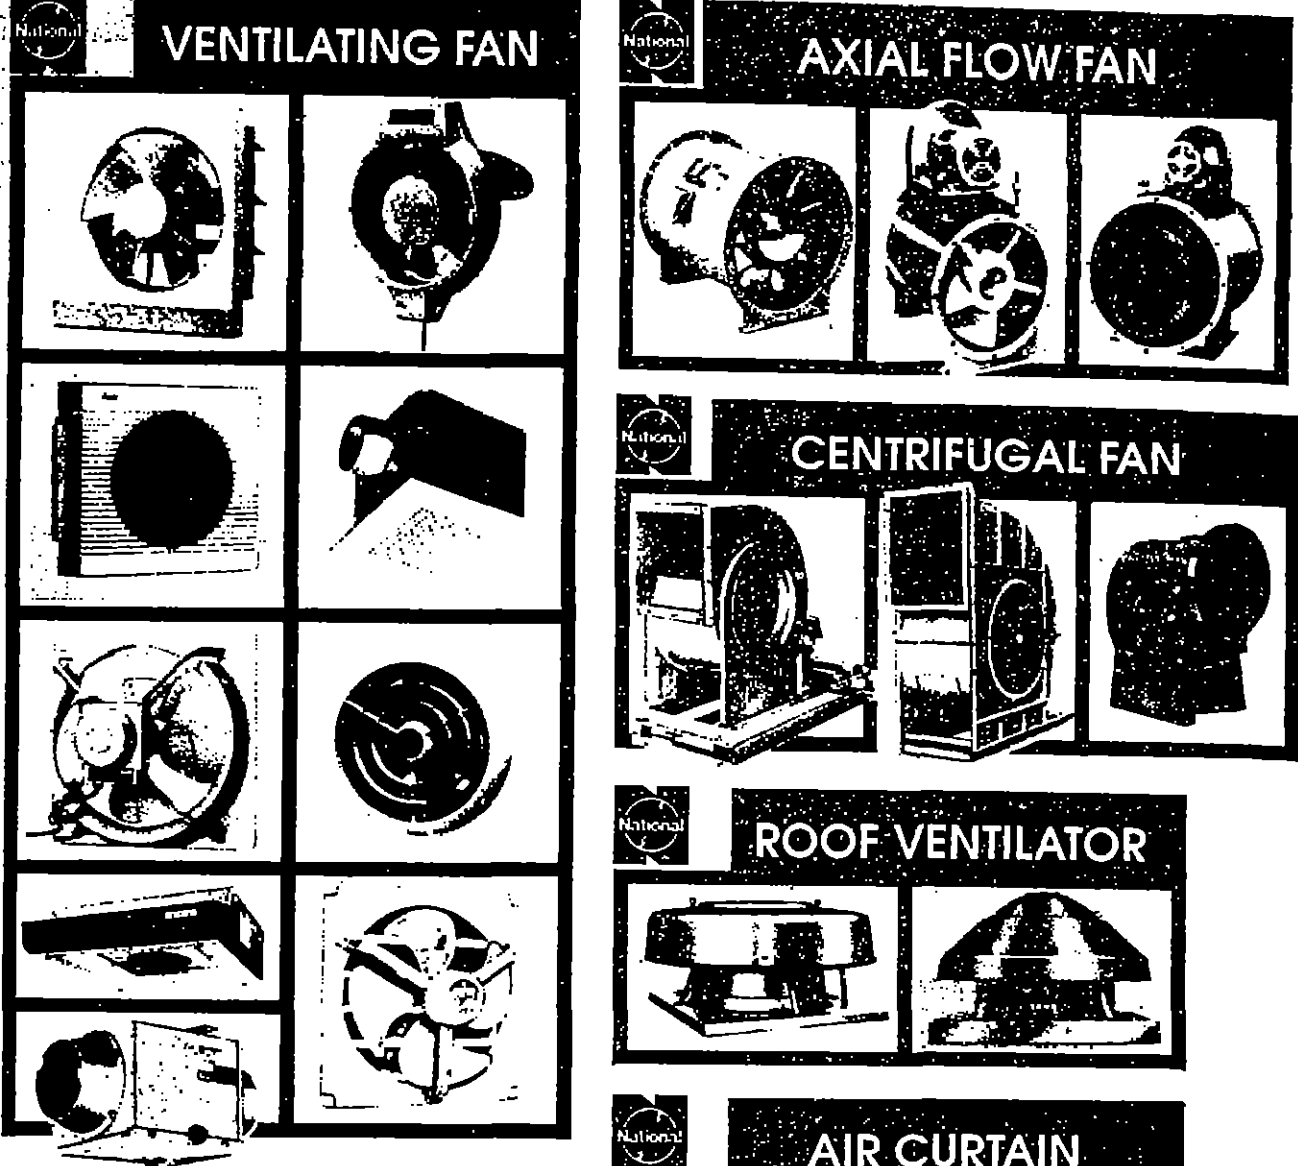 National
VENTILATING FAN
National
AXIAL FLOW FAN
National
CENTRIFUGAL FAN
National
ROOF VENTILATOR
National
AIR CURTAIN